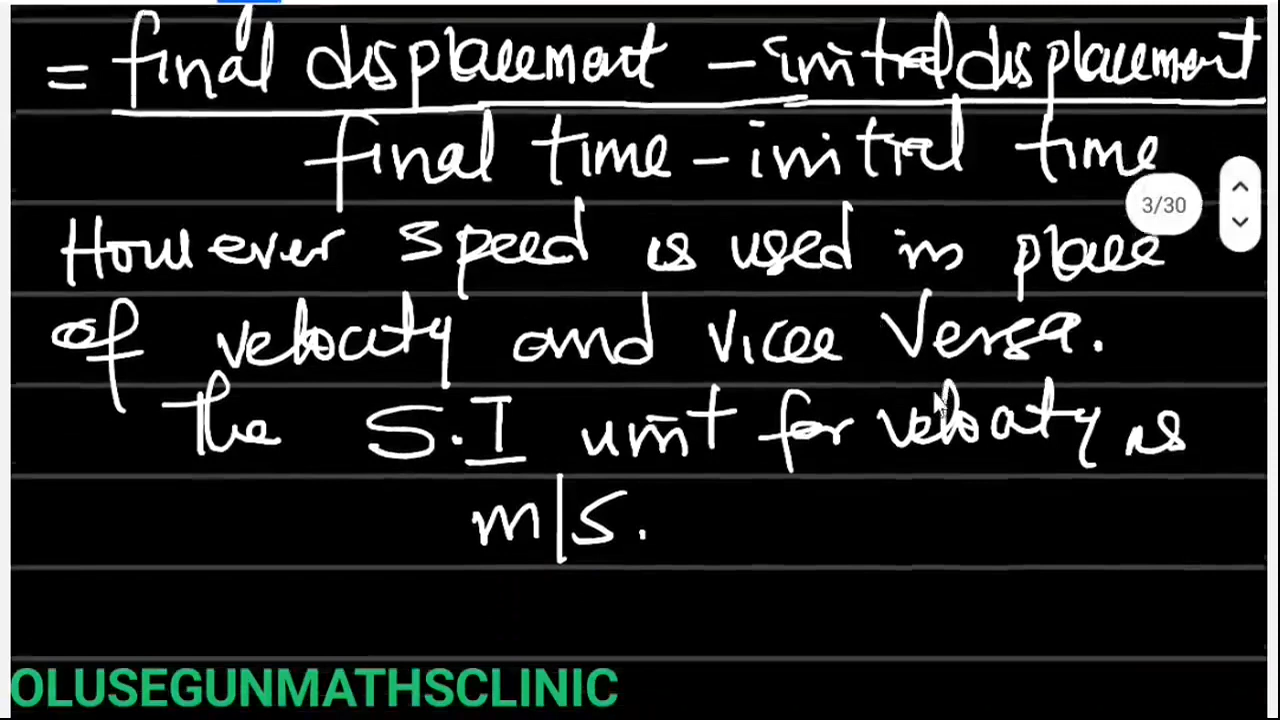 = final displacement - initial displacement
final time - initial time
3/30
However speed is used in place
of velocity and vicee versa.
The S.I unit for velocity is
m/s.
OLUSEGUNMATHSCLINIC